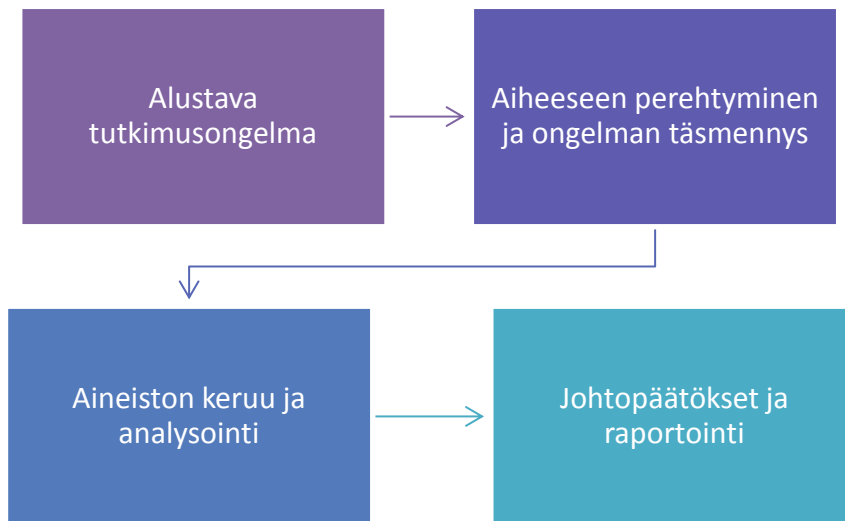 Alustava
tutkimusongelma
Aiheeseen perehtyminen
ja ongelman täsmennys
Aineiston keruu ja
analysointi
Johtopäätökset ja
raportointi